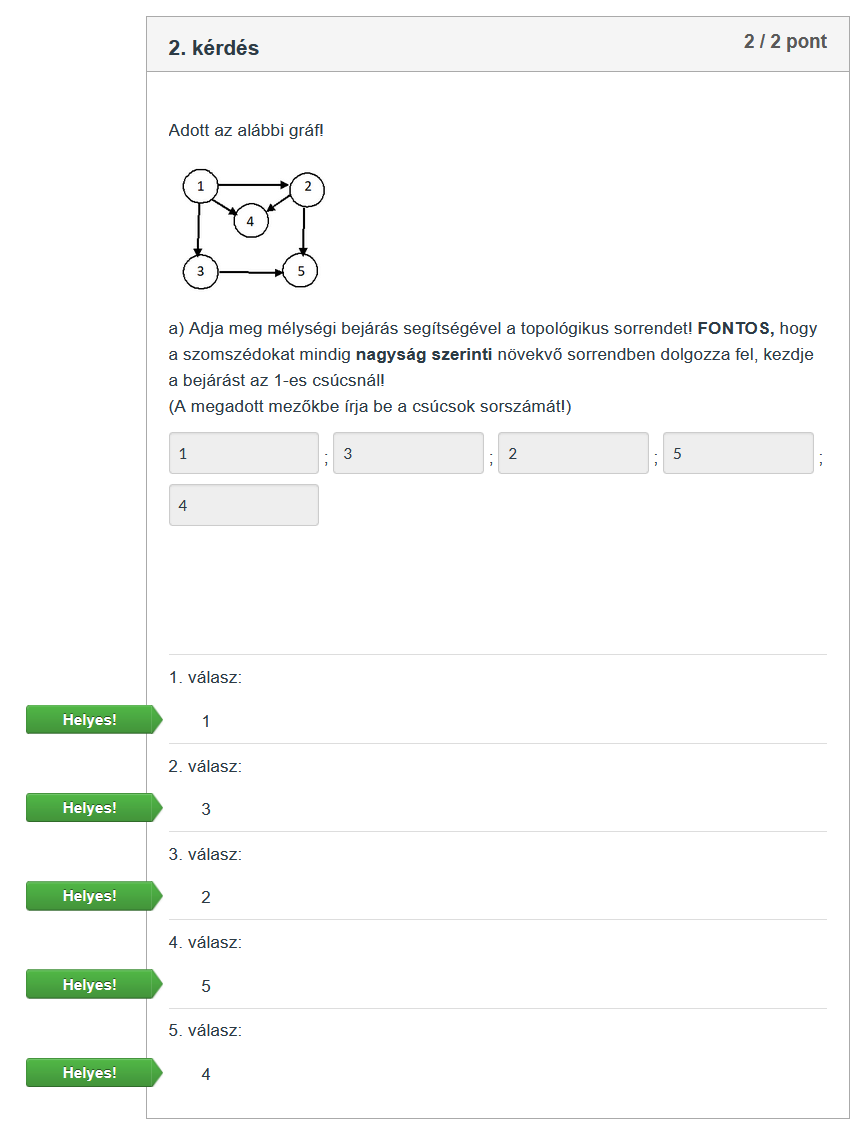 2. kérdés
2 / 2 pont
Adott az alábbi gráf!
1
2
4
3
5
a) Adja meg mélységi bejárás segítségével a topológikus sorrendet! FONTOS, hogy
a szomszédokat mindig nagyság szerinti növekvő sorrendben dolgozza fel, kezdje
a bejárást az 1-es csúcsnál!
(A megadott mezőkbe írja be a csúcsok sorszámát!)
1 ; 3 ; 2 ; 5 ;
4
1. válasz:
Helyes! 1
2. válasz:
Helyes! 3
3. válasz:
Helyes! 2
4. válasz:
Helyes! 5
5. válasz:
Helyes! 4